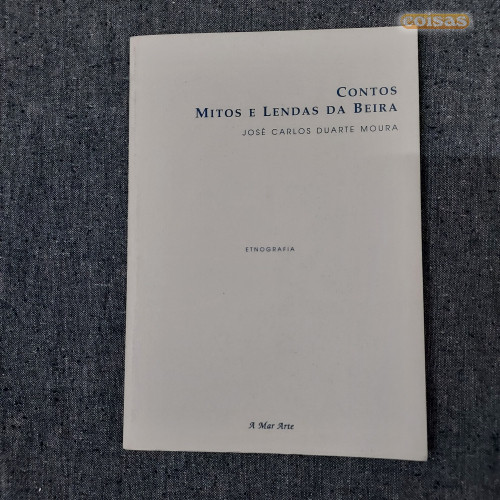 coisas
CONTOS
MITOS E LENDAS DA BEIRA
JOSÉ CARLOS DUARTE MOURA
ETNOGRAFIA
A Mar Arte